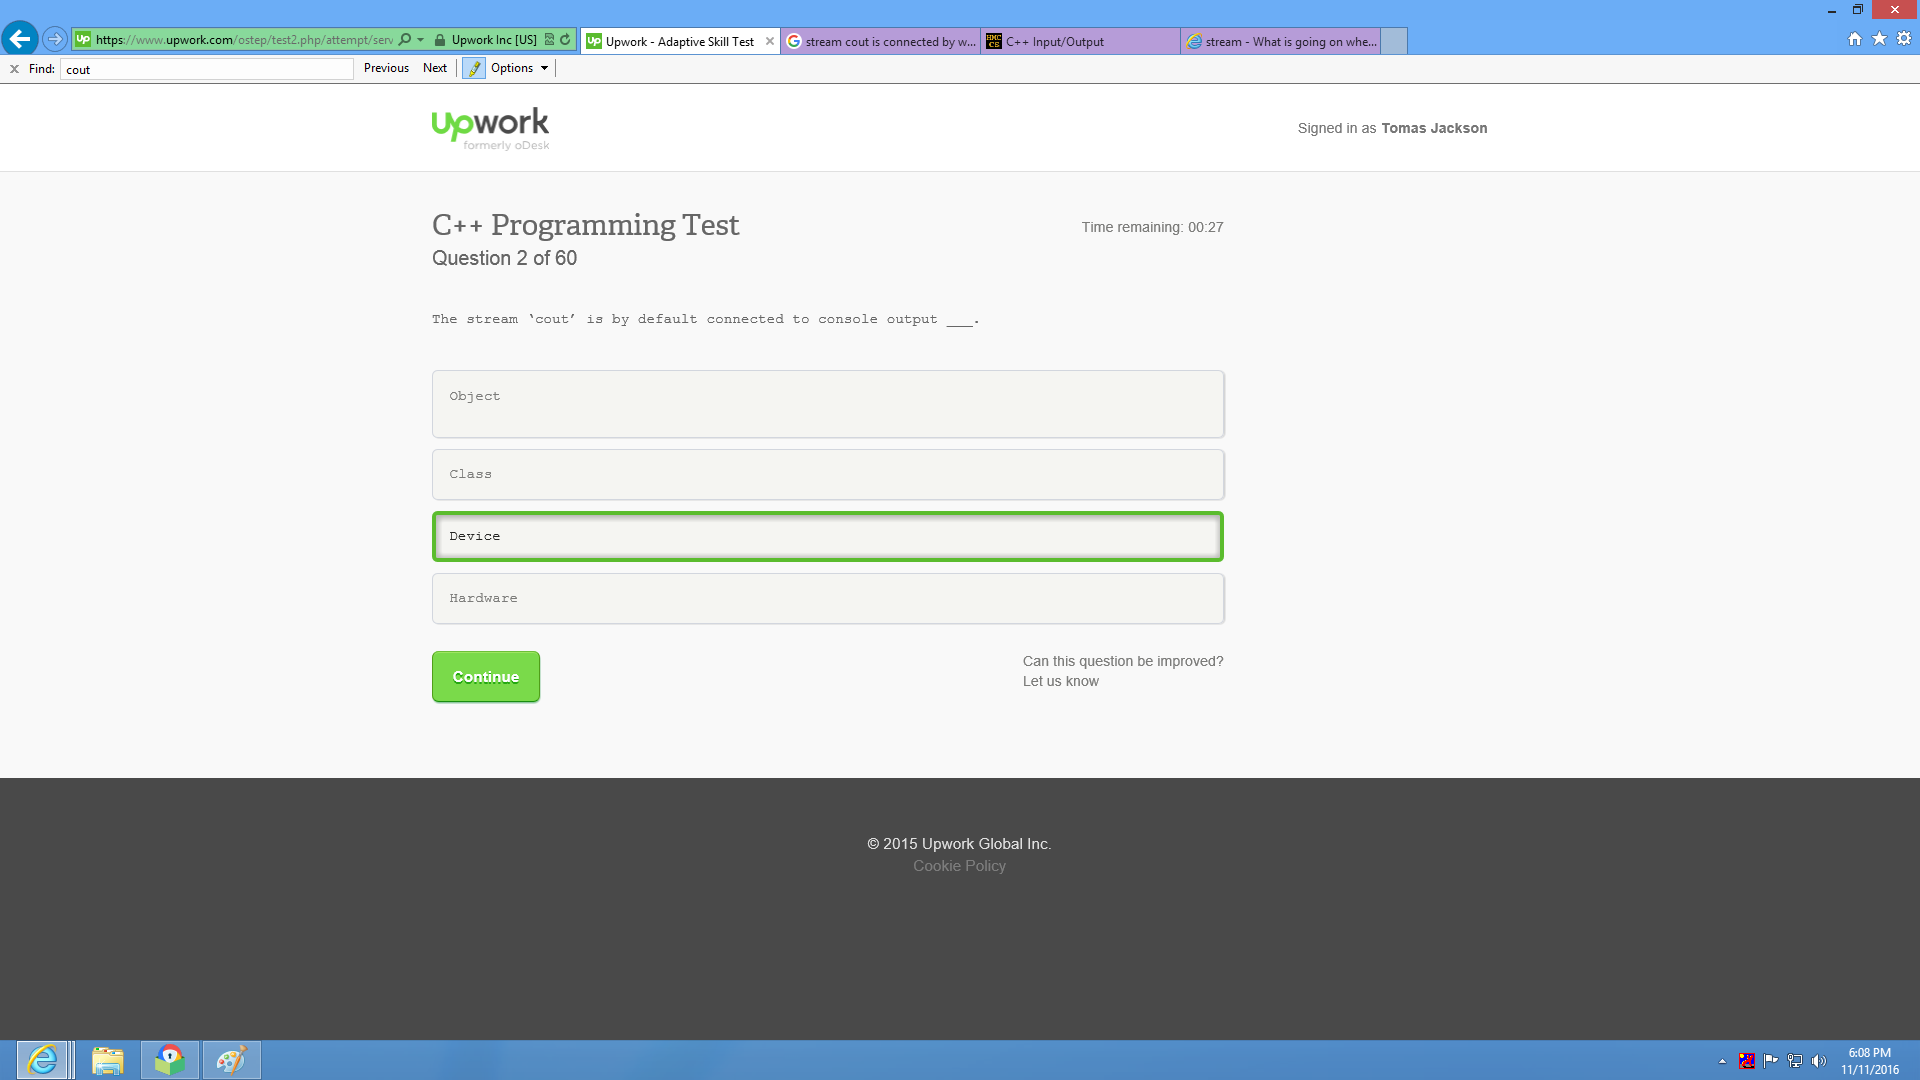 https://www.upwork.com/ostep/test2.php/attempt/serv
Upwork Inc [US]
Upwork - Adaptive Skill Test
stream cout is connected by w...
C++ Input/Output
stream - What is going on whe...
Find: cout
Previous
Next
Options
upwork
formerly oDesk
Signed in as Tomas Jackson
C++ Programming Test
Time remaining: 00:27
Question 2 of 60
The stream ‘cout’ is by default connected to console output ___.
Object
Class
Device
Hardware
Continue
Can this question be improved?
Let us know
© 2015 Upwork Global Inc.
Cookie Policy
6:08 PM
11/11/2016